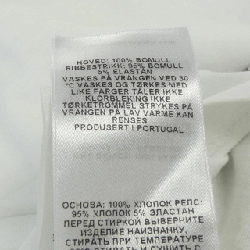 HOVED: 100% BOMULL
RIBBESTRIKK: 95% BOMULL
5% ELASTAN
VASKES PÅ VRANGEN VED 30
°C VASKES OG TØRKES MED
LIKE FARGER TÅLER IKKE
KLORBLEKING IKKE
TØRKETROMMEL STRYKES PÅ
VRANGEN PÅ LAV VARME KAN
RENSES
PRODUSERT I PORTUGAL
ОСНОВА: 100% ХЛОПОК РЕПС:
95% ХЛОПОК 5% ЭЛАСТАН
ПЕРЕД СТИРКОЙ ВЫВЕРНИТЕ
ИЗДЕЛИЕ НАИЗНАНКУ,
СТИРАТЬ ПРИ ТЕМПЕРАТУРЕ
СТИРАТЬ И СУШИТЬ С